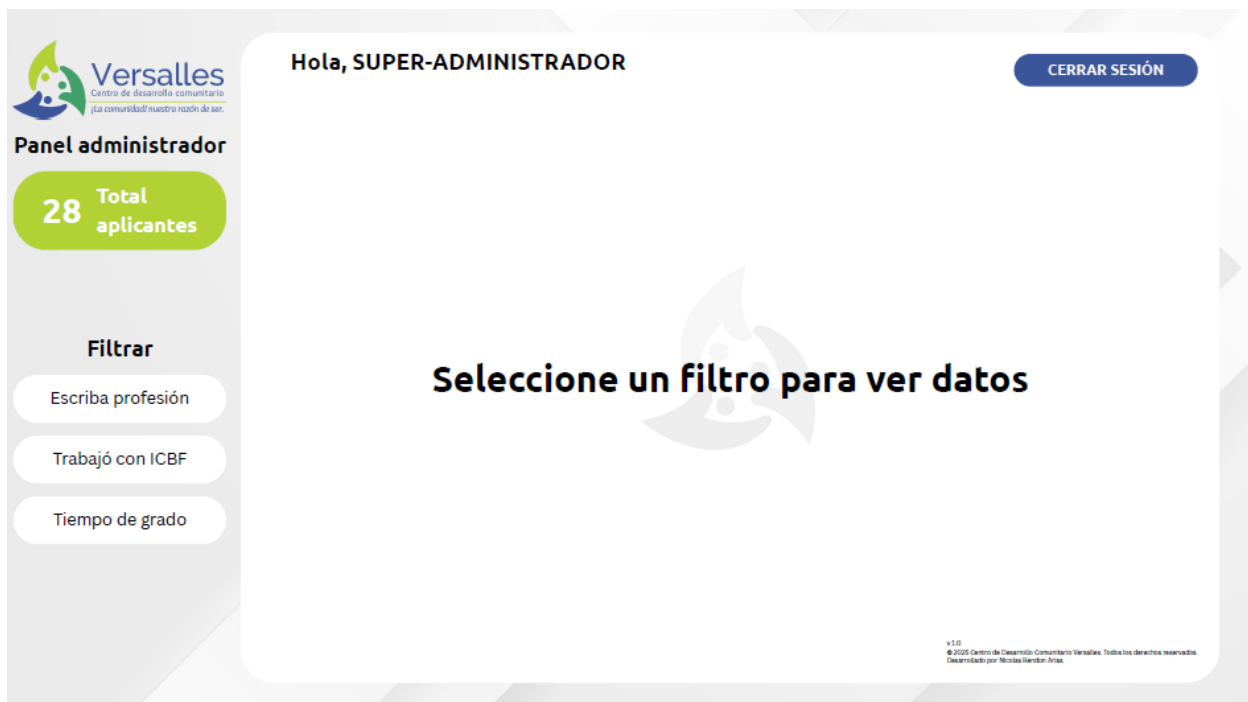 Versalles
Centro de desarrollo comunitario
¡La comunidad! nuestra razón de ser.
Panel administrador
28 Total
aplicantes
Filtrar
Escriba profesión
Trabajó con ICBF
Tiempo de grado
Hola, SUPER-ADMINISTRADOR
CERRAR SESIÓN
Seleccione un filtro para ver datos
v 1.0
© 2025 Centro de Desarrollo Comunitario Versalles. Todos los derechos reservados.
Desarrollado por Nicolas Rendon Arias.